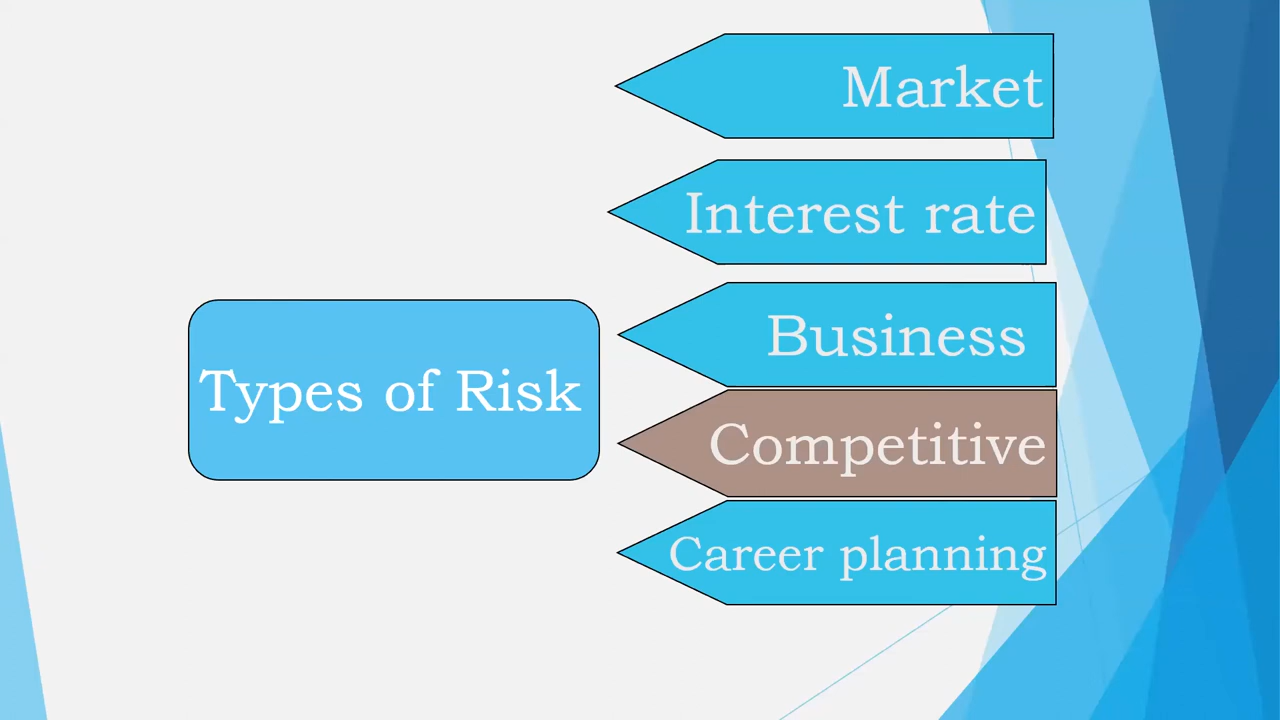 Market
Interest rate
Business
Types of Risk
Competitive
Career planning